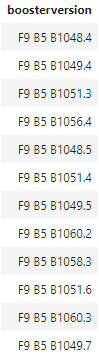 boosterversion
F9 B5 B1048.4
F9 B5 B1049.4
F9 B5 B1051.3
F9 B5 B1056.4
F9 B5 B1048.5
F9 B5 B1051.4
F9 B5 B1049.5
F9 B5 B1060.2
F9 B5 B1058.3
F9 B5 B1051.6
F9 B5 B1060.3
F9 B5 B1049.7